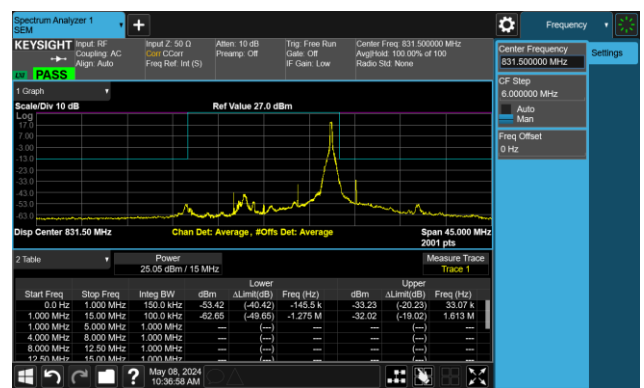 Spectrum Analyzer 1
SEM
Frequency
KEYSIGHT Input: RF Input Z: 50 Ω Atten: 10 dB Trig: Free Run Center Freq: 831.500000 MHz
Coupling: AC Corr CCorr Preamp: Off Gate: Off Avg|Hold: 100.00% of 100
Align: Auto Freq Ref: Int (S) IF Gain: Low Radio Std: None
LW PASS
Center Frequency
831.500000 MHz
Settings
CF Step
6.000000 MHz
Auto
Man
Freq Offset
0 Hz
1 Graph
Scale/Div 10 dB Ref Value 27.0 dBm
Log
17.0
7.00
-3.00
-13.0
-23.0
-33.0
-43.0
-53.0
-63.0
Disp Center 831.50 MHz Chan Det: Average, #Offs Det: Average Span 45.000 MHz
2001 pts
2 Table Power Measure Trace
25.05 dBm / 15 MHz Trace 1
Lower Upper
Start Freq Stop Freq Integ BW dBm ΔLimit(dB) Freq (Hz) dBm ΔLimit(dB) Freq (Hz)
0.0 Hz 1.000 MHz 150.0 kHz -53.42 (-40.42) -145.5 k -33.23 (-20.23) 33.07 k
1.000 MHz 15.00 MHz 100.0 kHz -62.65 (-49.65) -1.275 M -32.02 (-19.02) 1.613 M
1.000 MHz 5.000 MHz 1.000 MHz --- (---) --- --- (---) ---
4.000 MHz 8.000 MHz 1.000 MHz --- (---) --- --- (---) ---
8.000 MHz 12.50 MHz 1.000 MHz --- (---) --- --- (---) ---
12.50 MHz 15.00 MHz 1.000 MHz --- (---) --- --- (---) ---
May 08, 2024
10:36:58 AM